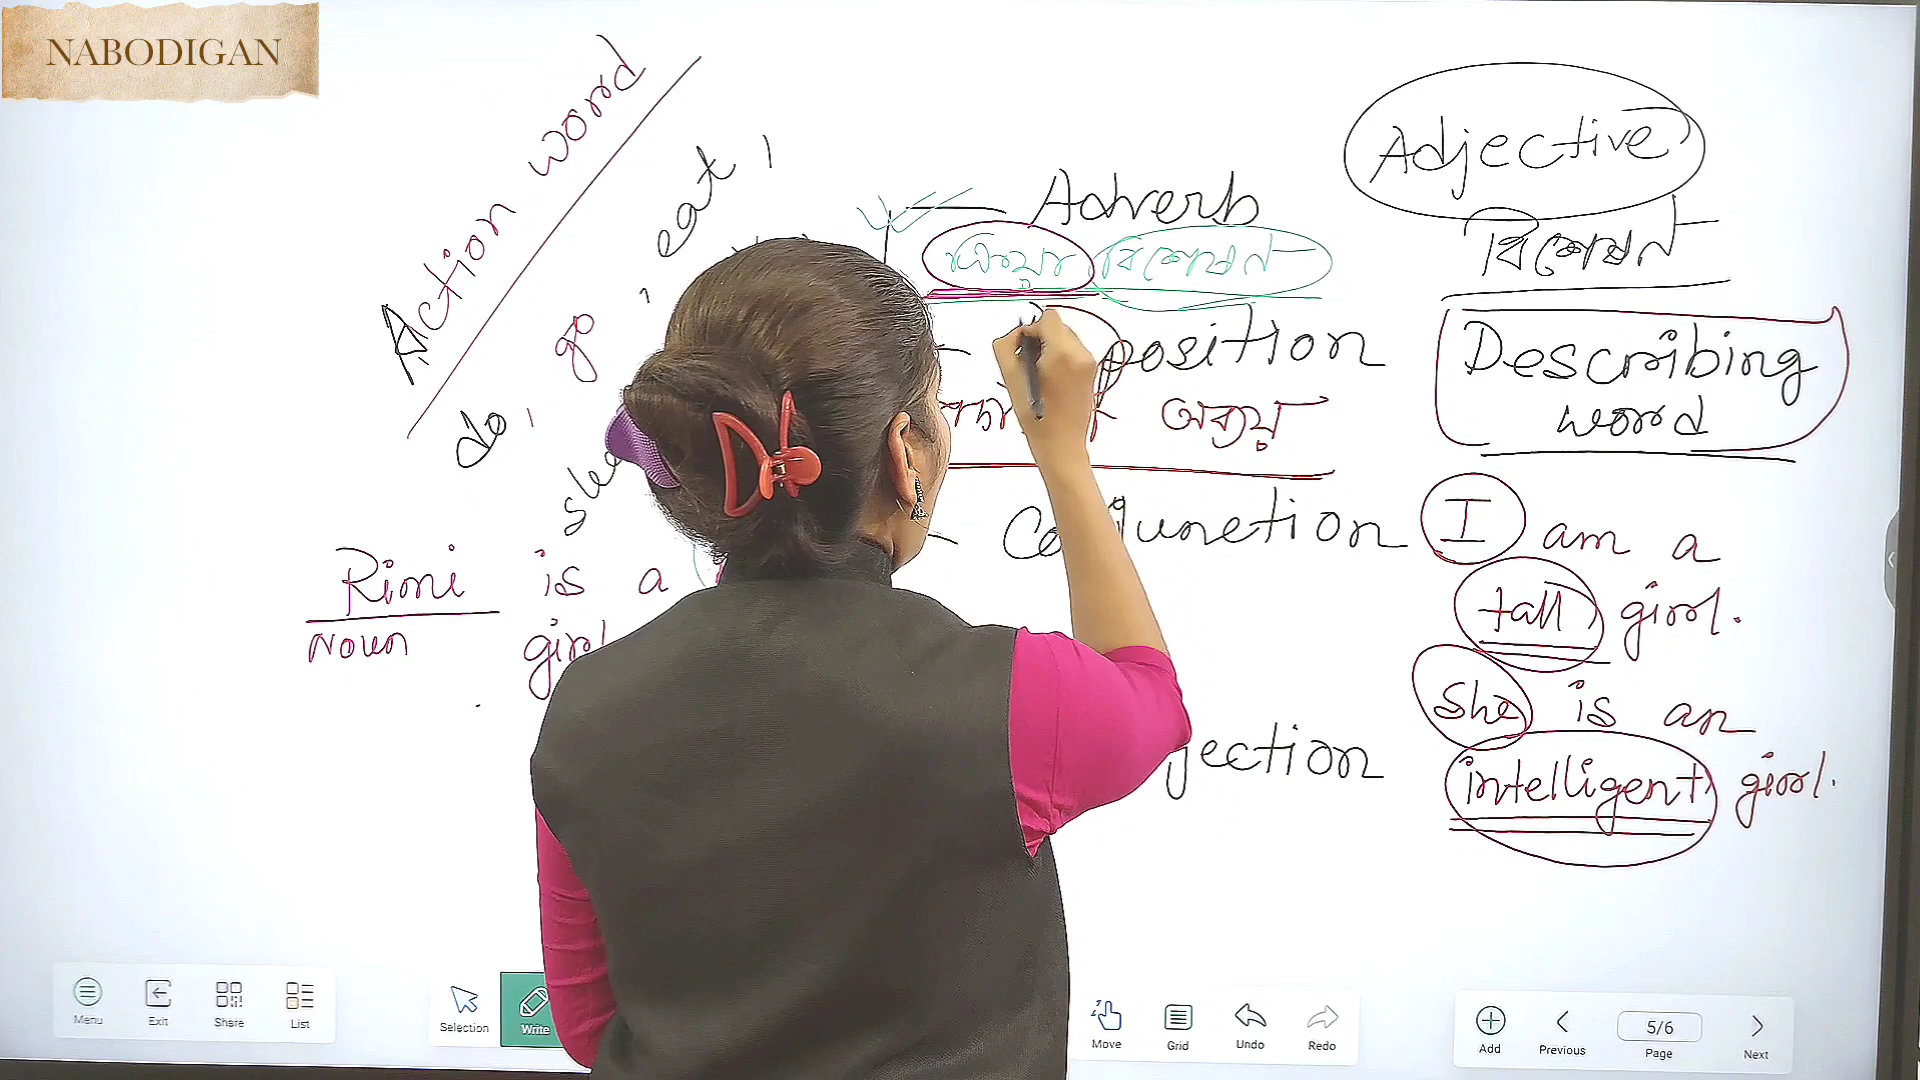 NABODIGAN
Action word
do, go, eat,
Rimi is a
Noun
girl
Adverb
ক্রিয়ার বিশেষণ
position
অব্যয়
Conjunction
jection
Adjective
বিশেষণ
Describing
word
I am a
tall girl.
She is an
intelligent girl.
Menu Exit Share List Selection Write Move Grid Undo Redo Add Previous 5/6 Page Next